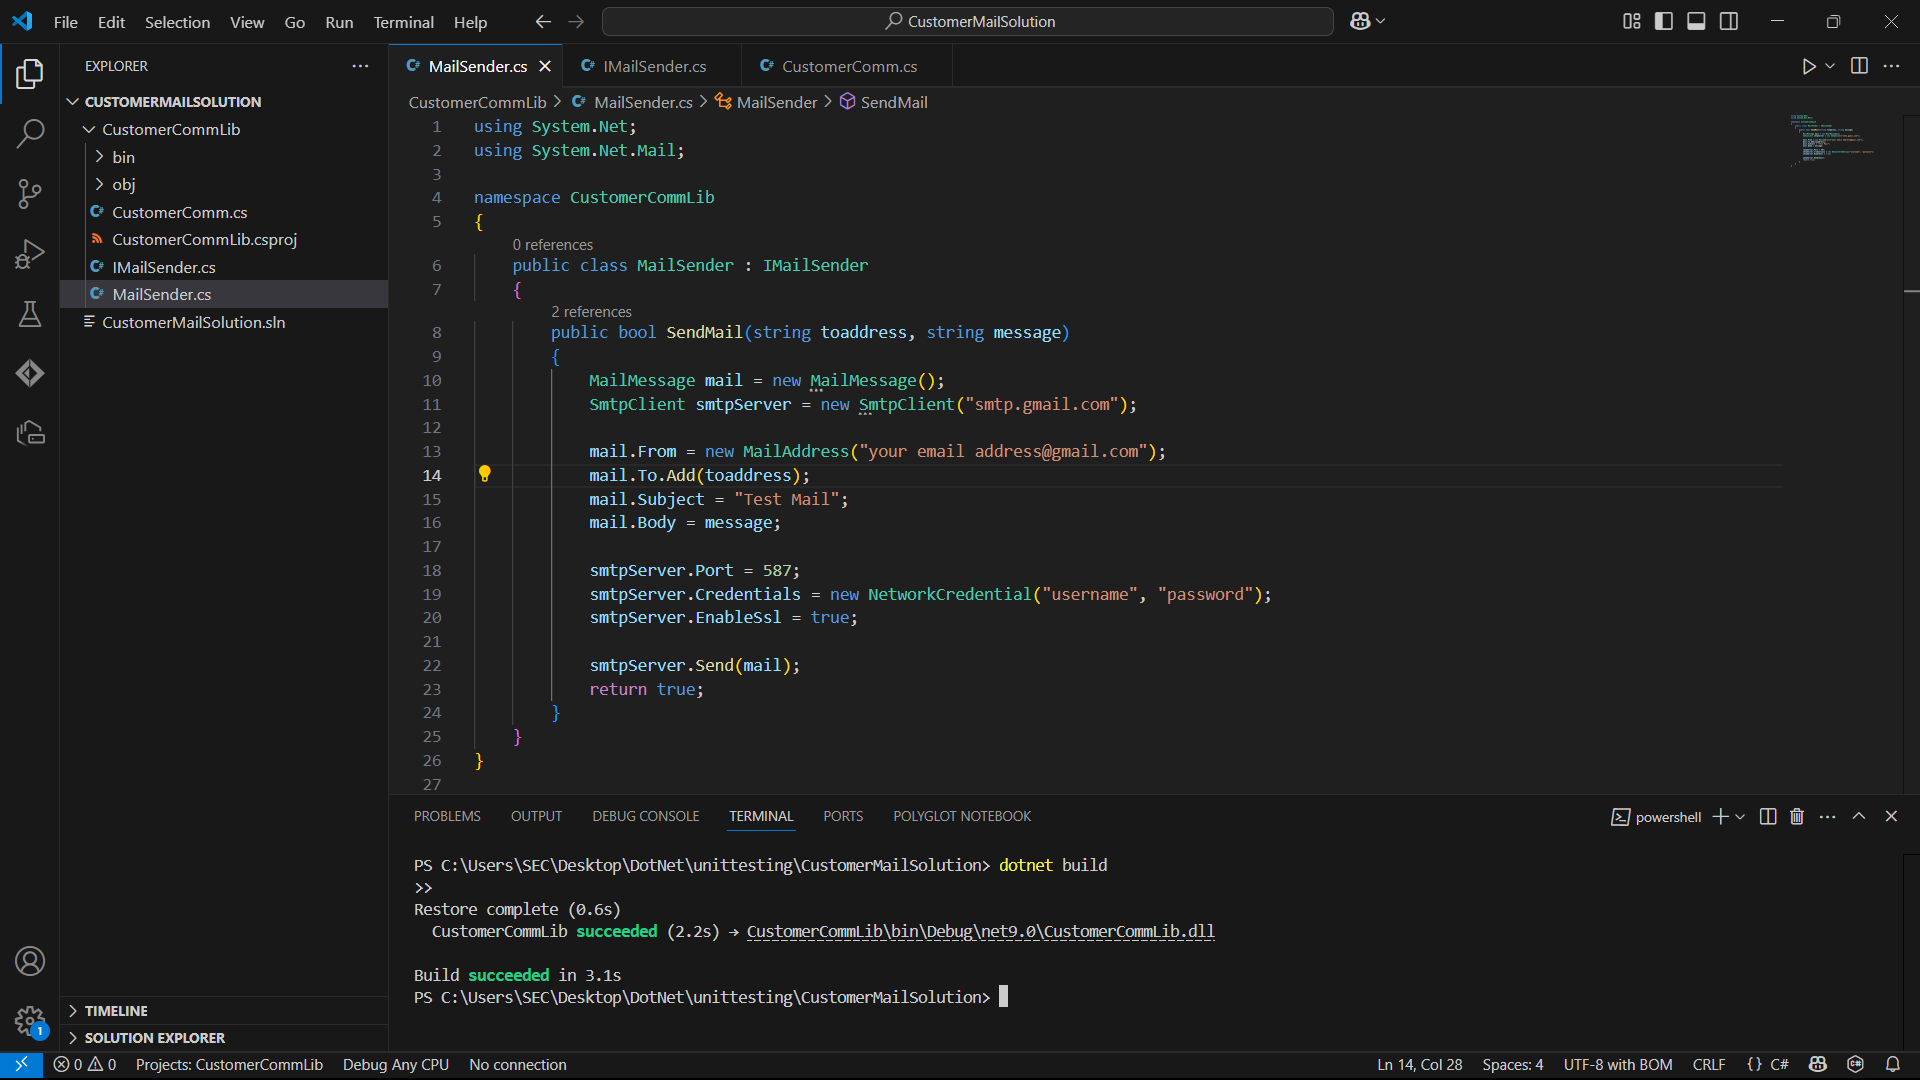 File Edit Selection View Go Run Terminal Help
CustomerMailSolution
EXPLORER
CUSTOMERMAILSOLUTION
CustomerCommLib
bin
obj
CustomerComm.cs
CustomerCommLib.csproj
IMailSender.cs
MailSender.cs
CustomerMailSolution.sln
TIMELINE
SOLUTION EXPLORER
MailSender.cs IMailSender.cs CustomerComm.cs
CustomerCommLib > MailSender.cs > MailSender > SendMail
1 using System.Net;
2 using System.Net.Mail;
3
4 namespace CustomerCommLib
5 {
0 references
6 public class MailSender : IMailSender
7 {
2 references
8 public bool SendMail(string toaddress, string message)
9 {
10 MailMessage mail = new MailMessage();
11 SmtpClient smtpServer = new SmtpClient("smtp.gmail.com");
12
13 mail.From = new MailAddress("your email address@gmail.com");
14 mail.To.Add(toaddress);
15 mail.Subject = "Test Mail";
16 mail.Body = message;
17
18 smtpServer.Port = 587;
19 smtpServer.Credentials = new NetworkCredential("username", "password");
20 smtpServer.EnableSsl = true;
21
22 smtpServer.Send(mail);
23 return true;
24 }
25 }
26 }
27
PROBLEMS OUTPUT DEBUG CONSOLE TERMINAL PORTS POLYGLOT NOTEBOOK
powershell
PS C:\Users\SEC\Desktop\DotNet\unittesting\CustomerMailSolution> dotnet build
>>
Restore complete (0.6s)
CustomerCommLib succeeded (2.2s) → CustomerCommLib\bin\Debug\net9.0\CustomerCommLib.dll
Build succeeded in 3.1s
PS C:\Users\SEC\Desktop\DotNet\unittesting\CustomerMailSolution>
1
0 0 Projects: CustomerCommLib Debug Any CPU No connection
Ln 14, Col 28 Spaces: 4 UTF-8 with BOM CRLF {} C#